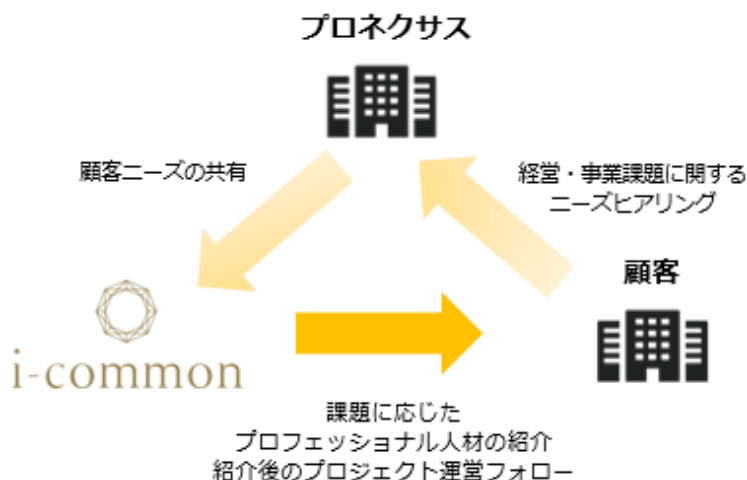 プロネクサス
顧客ニーズの共有
経営・事業課題に関する
ニーズヒアリング
顧客
i-common
課題に応じた
プロフェッショナル人材の紹介
紹介後のプロジェクト運営フォロー